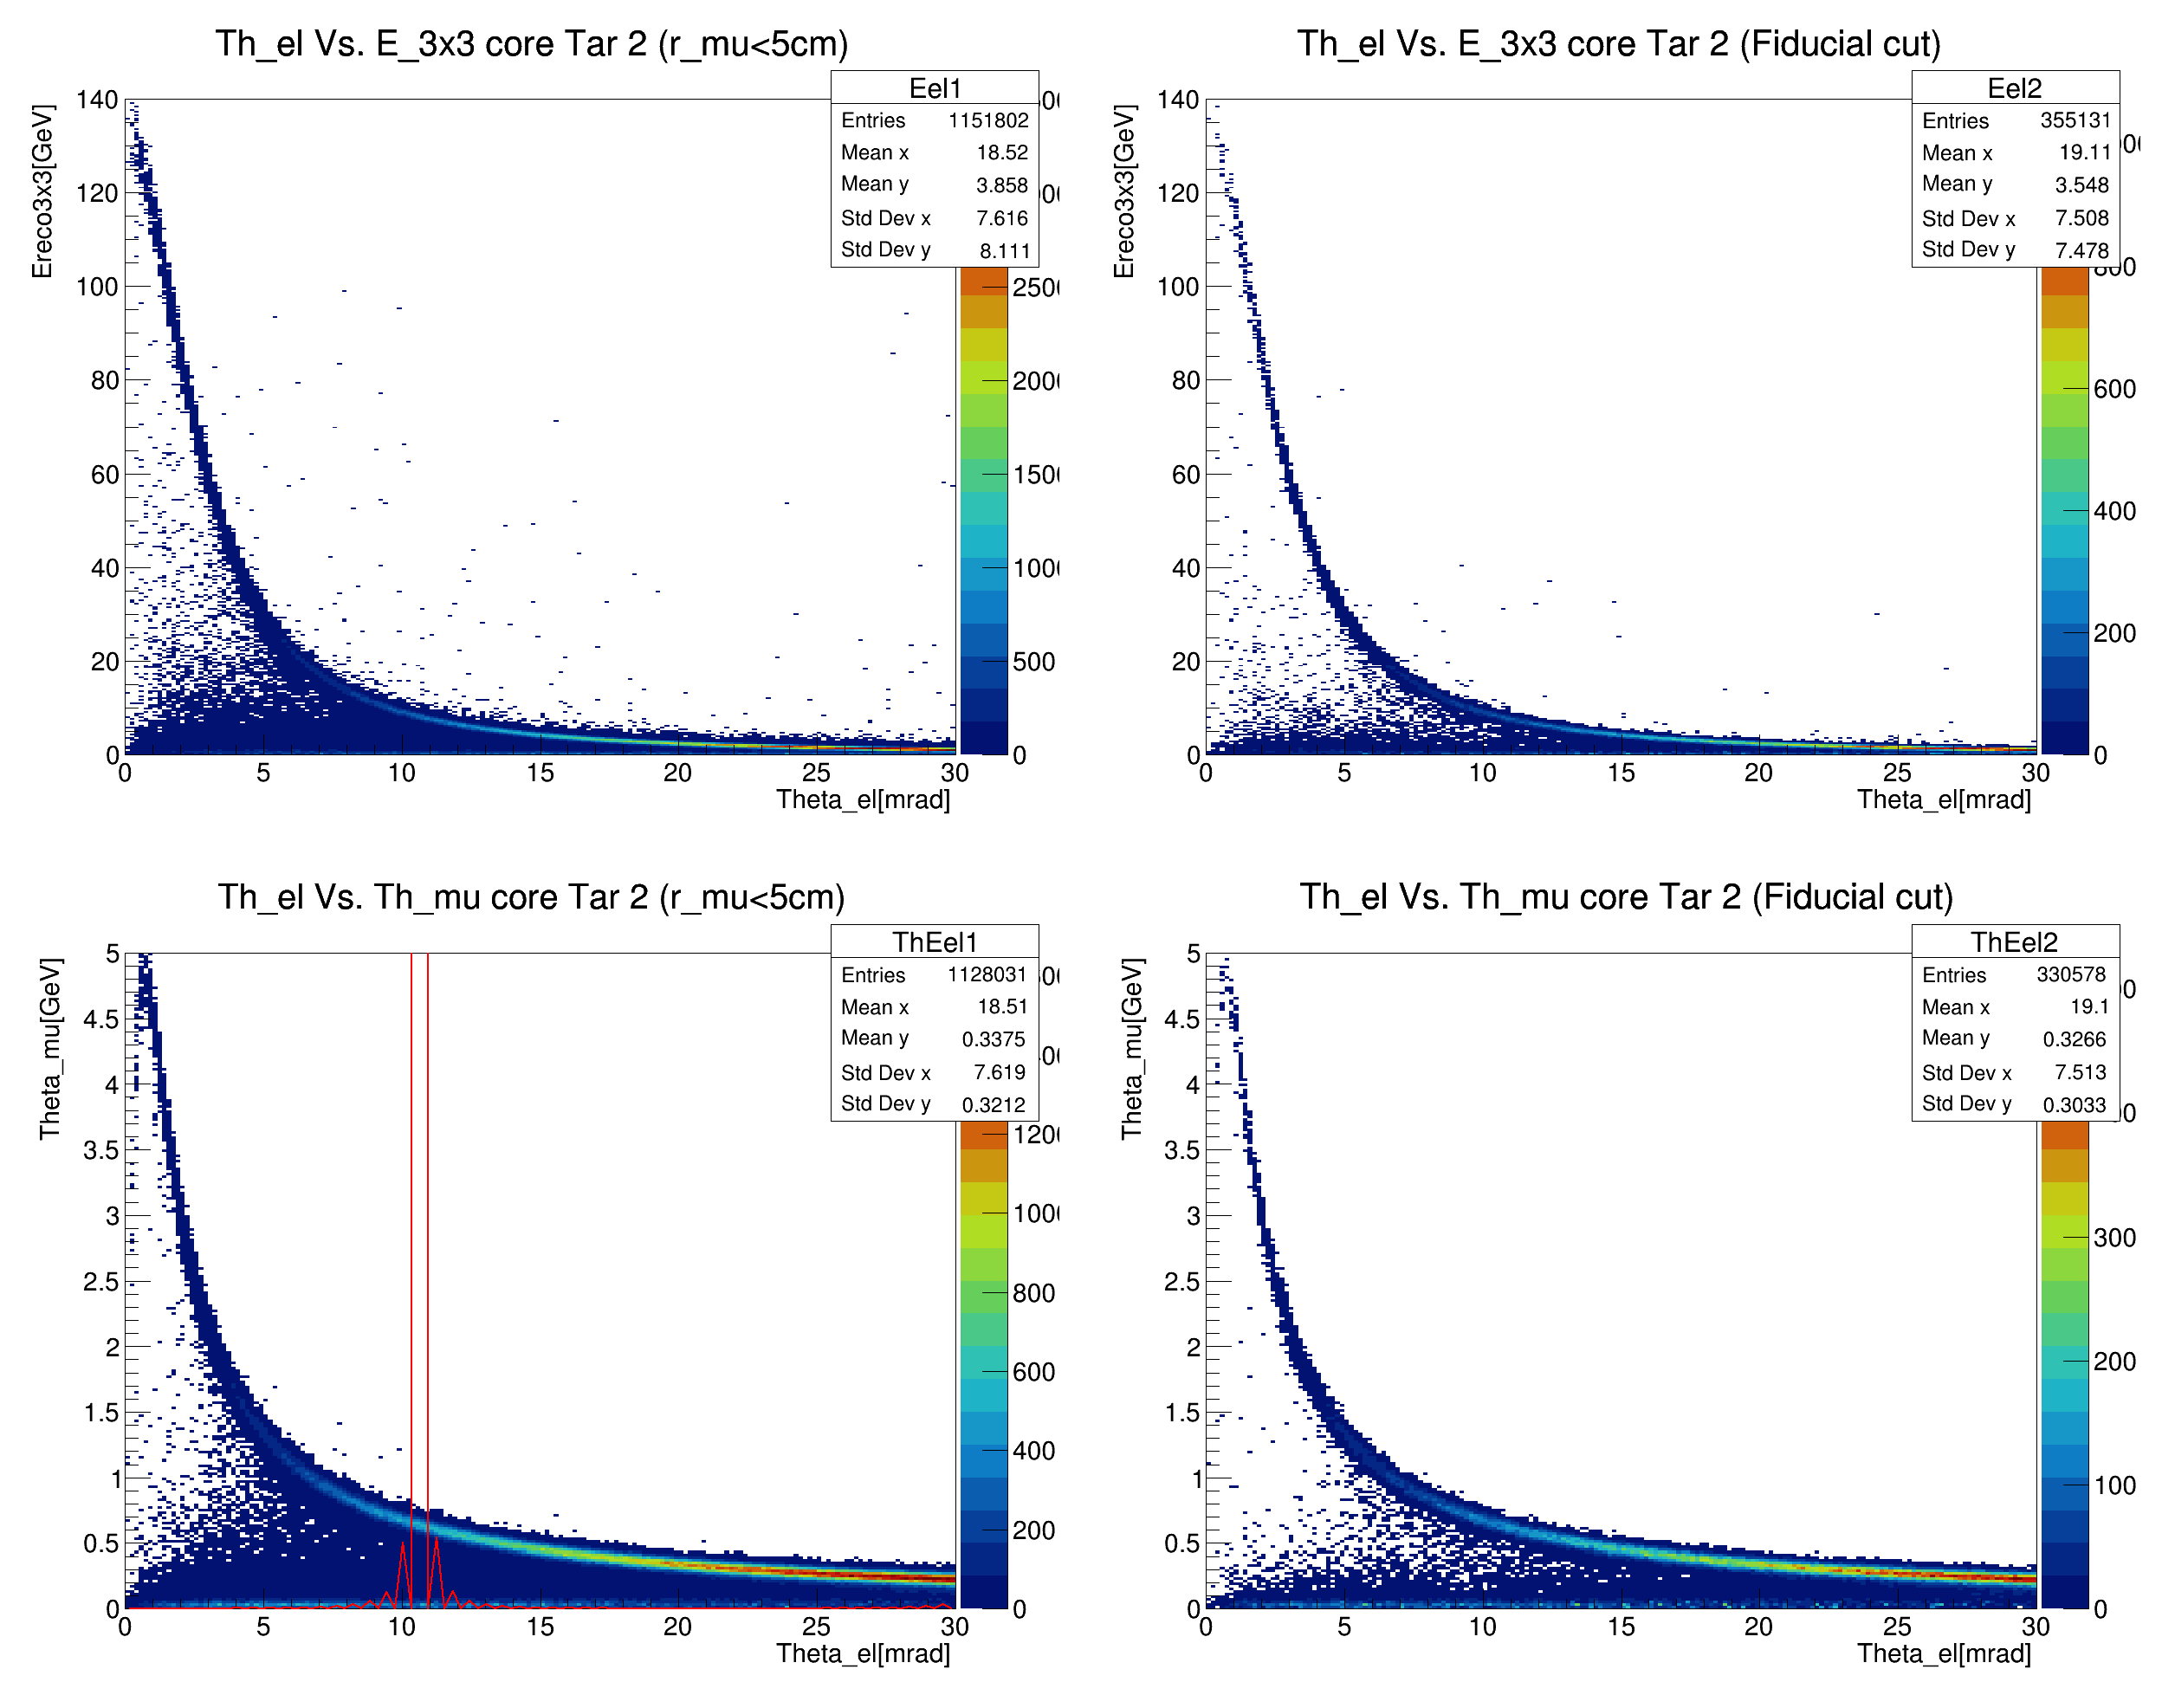 Th_el Vs. E_3x3 core Tar 2 (r_mu<5cm)
Ereco3x3[GeV]
140
120
100
80
60
40
20
0
0 5 10 15 20 25 30
Theta_el[mrad]
Eel1
Entries 1151802
Mean x 18.52
Mean y 3.858
Std Dev x 7.616
Std Dev y 8.111
500
0
Th_el Vs. E_3x3 core Tar 2 (Fiducial cut)
Ereco3x3[GeV]
140
120
100
80
60
40
20
0
0 5 10 15 20 25 30
Theta_el[mrad]
Eel2
Entries 355131
Mean x 19.11
Mean y 3.548
Std Dev x 7.508
Std Dev y 7.478
800
600
400
200
0
Th_el Vs. Th_mu core Tar 2 (r_mu<5cm)
Theta_mu[GeV]
5
4.5
4
3.5
3
2.5
2
1.5
1
0.5
0
0 5 10 15 20 25 30
Theta_el[mrad]
ThEel1
Entries 1128031
Mean x 18.51
Mean y 0.3375
Std Dev x 7.619
Std Dev y 0.3212
800
600
400
200
0
Th_el Vs. Th_mu core Tar 2 (Fiducial cut)
Theta_mu[GeV]
5
4.5
4
3.5
3
2.5
2
1.5
1
0.5
0
0 5 10 15 20 25 30
Theta_el[mrad]
ThEel2
Entries 330578
Mean x 19.1
Mean y 0.3266
Std Dev x 7.513
Std Dev y 0.3033
300
200
100
0